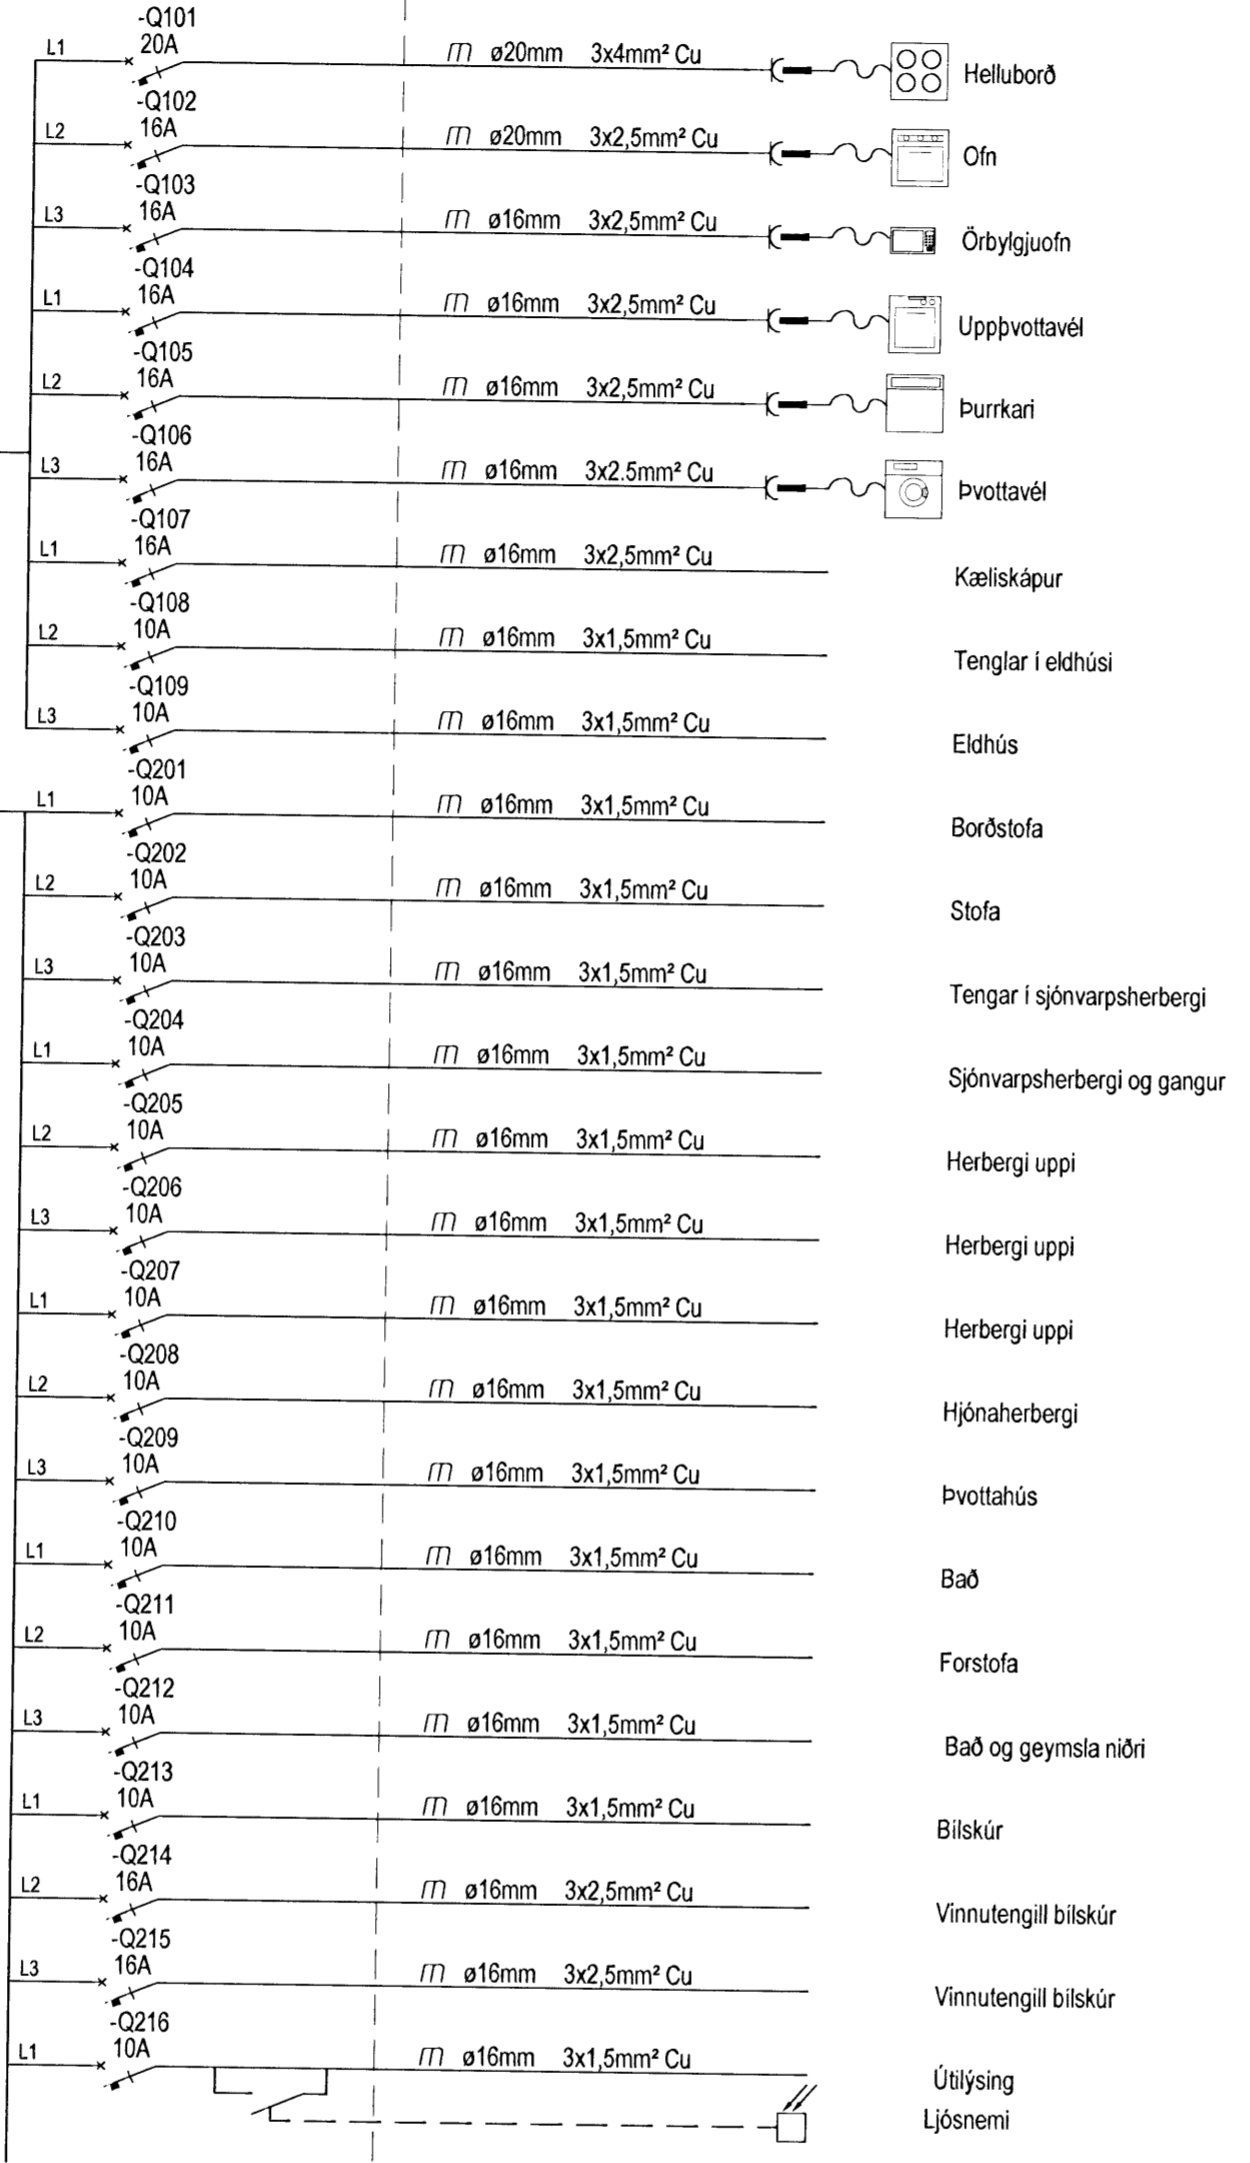 -Q101
L1 20A ø20mm 3x4mm² Cu Helluborð
-Q102
L2 16A ø20mm 3x2,5mm² Cu Ofn
-Q103
L3 16A ø16mm 3x2,5mm² Cu Örbylgjuofn
-Q104
L1 16A ø16mm 3x2,5mm² Cu Uppþvottavél
-Q105
L2 16A ø16mm 3x2,5mm² Cu Þurrkari
-Q106
L3 16A ø16mm 3x2.5mm² Cu Þvottavél
-Q107
L1 16A ø16mm 3x2,5mm² Cu Kæliskápur
-Q108
L2 10A ø16mm 3x1,5mm² Cu Tenglar í eldhúsi
-Q109
L3 10A ø16mm 3x1,5mm² Cu Eldhús
-Q201
L1 10A ø16mm 3x1,5mm² Cu Borðstofa
-Q202
L2 10A ø16mm 3x1,5mm² Cu Stofa
-Q203
L3 10A ø16mm 3x1,5mm² Cu Tengar í sjónvarpsherbergi
-Q204
L1 10A ø16mm 3x1,5mm² Cu Sjónvarpsherbergi og gangur
-Q205
L2 10A ø16mm 3x1,5mm² Cu Herbergi uppi
-Q206
L3 10A ø16mm 3x1,5mm² Cu Herbergi uppi
-Q207
L1 10A ø16mm 3x1,5mm² Cu Herbergi uppi
-Q208
L2 10A ø16mm 3x1,5mm² Cu Hjónaherbergi
-Q209
L3 10A ø16mm 3x1,5mm² Cu Þvottahús
-Q210
L1 10A ø16mm 3x1,5mm² Cu Bað
-Q211
L2 10A ø16mm 3x1,5mm² Cu Forstofa
-Q212
L3 10A ø16mm 3x1,5mm² Cu Bað og geymsla niðri
-Q213
L1 10A ø16mm 3x1,5mm² Cu Bílskúr
-Q214
L2 16A ø16mm 3x2,5mm² Cu Vinnutengill bílskúr
-Q215
L3 16A ø16mm 3x2,5mm² Cu Vinnutengill bílskúr
-Q216
L1 10A ø16mm 3x1,5mm² Cu Útilýsing
Ljósnemi